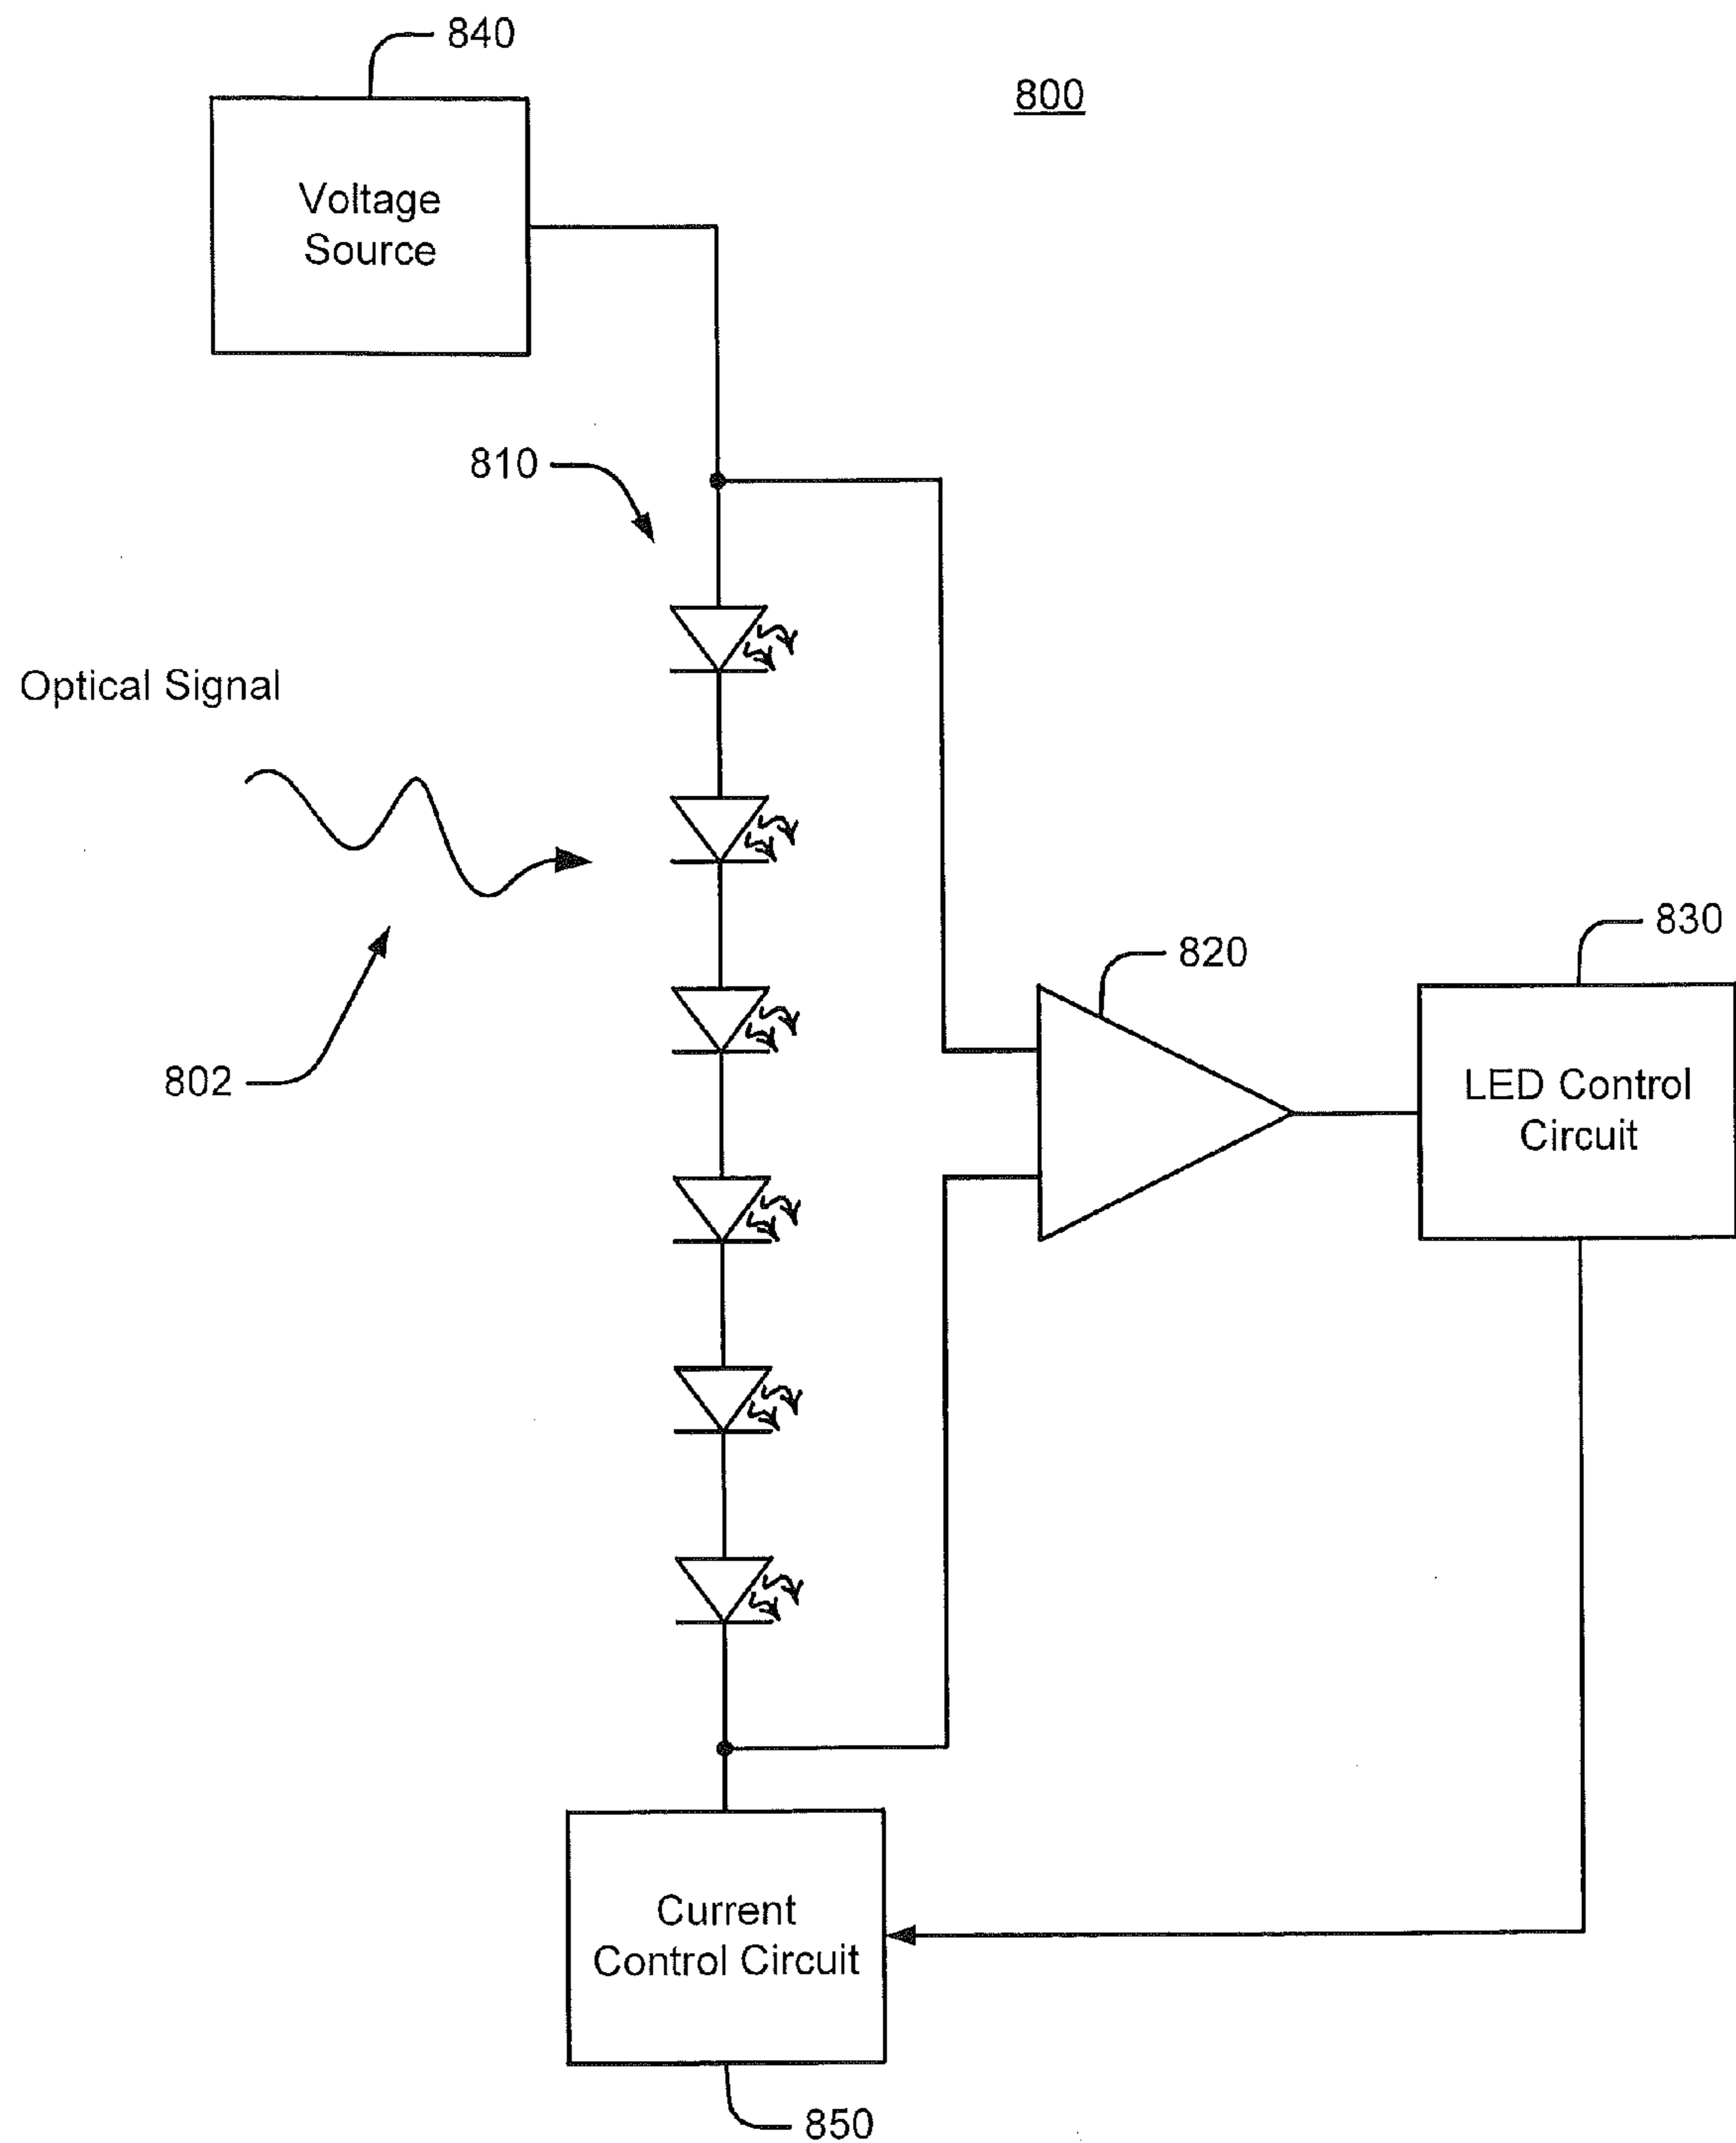 840
800
Voltage
Source
810
Optical Signal
802
820
830
LED Control
Circuit
Current
Control Circuit
850